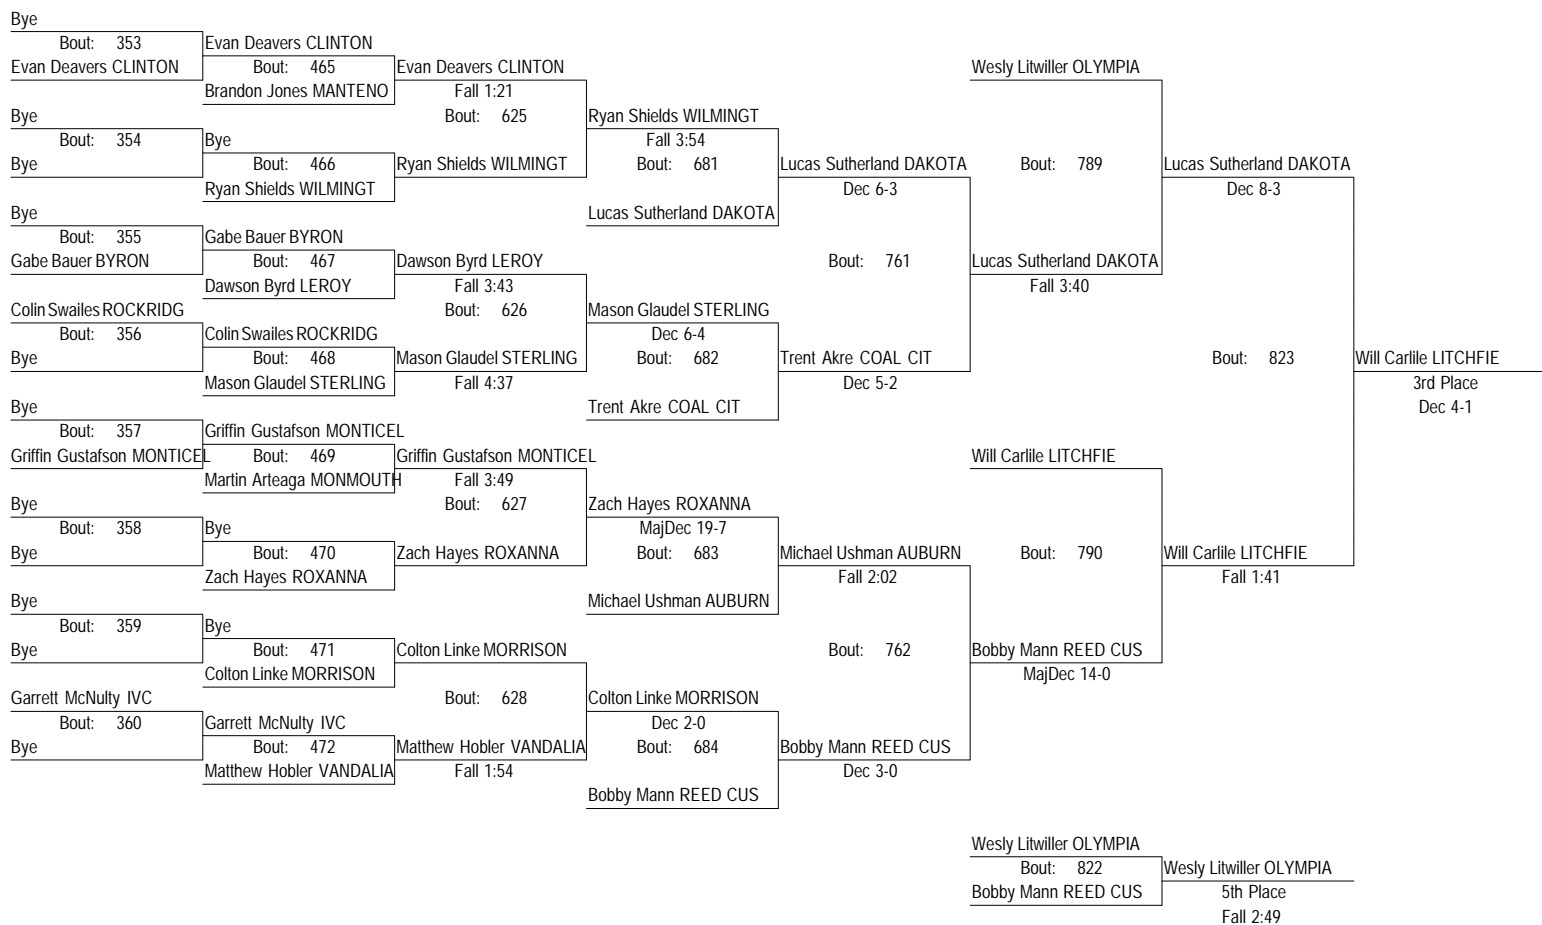 Bye
Bout: 353
Evan Deavers CLINTON
Bye
Bout: 354
Bye
Bye
Bout: 355
Gabe Bauer BYRON
Colin Swailes ROCKRIDG
Bout: 356
Bye
Bye
Bout: 357
Griffin Gustafson MONTICEL
Bye
Bout: 358
Bye
Bye
Bout: 359
Bye
Garrett McNulty IVC
Bout: 360
Bye
Evan Deavers CLINTON
Bout: 465
Brandon Jones MANTENO
Bye
Bout: 466
Ryan Shields WILMINGT
Gabe Bauer BYRON
Bout: 467
Dawson Byrd LEROY
Colin Swailes ROCKRIDG
Bout: 468
Mason Glaudel STERLING
Griffin Gustafson MONTICEL
Bout: 469
Martin Arteaga MONMOUTH
Bye
Bout: 470
Zach Hayes ROXANNA
Bye
Bout: 471
Colton Linke MORRISON
Garrett McNulty IVC
Bout: 472
Matthew Hobler VANDALIA
Evan Deavers CLINTON
Fall 1:21
Bout: 625
Ryan Shields WILMINGT
Dawson Byrd LEROY
Fall 3:43
Bout: 626
Mason Glaudel STERLING
Fall 4:37
Griffin Gustafson MONTICEL
Fall 3:49
Bout: 627
Zach Hayes ROXANNA
Colton Linke MORRISON
Bout: 628
Matthew Hobler VANDALIA
Fall 1:54
Ryan Shields WILMINGT
Fall 3:54
Bout: 681
Lucas Sutherland DAKOTA
Mason Glaudel STERLING
Dec 6-4
Bout: 682
Trent Akre COAL CIT
Zach Hayes ROXANNA
MajDec 19-7
Bout: 683
Michael Ushman AUBURN
Colton Linke MORRISON
Dec 2-0
Bout: 684
Bobby Mann REED CUS
Lucas Sutherland DAKOTA
Dec 6-3
Bout: 761
Trent Akre COAL CIT
Dec 5-2
Michael Ushman AUBURN
Fall 2:02
Bout: 762
Bobby Mann REED CUS
Dec 3-0
Wesly Litwiller OLYMPIA
Bout: 789
Lucas Sutherland DAKOTA
Fall 3:40
Will Carlile LITCHFIE
Bout: 790
Bobby Mann REED CUS
MajDec 14-0
Lucas Sutherland DAKOTA
Dec 8-3
Bout: 823
Will Carlile LITCHFIE
Fall 1:41
Will Carlile LITCHFIE
3rd Place
Dec 4-1
Wesly Litwiller OLYMPIA
Bout: 822
Bobby Mann REED CUS
Wesly Litwiller OLYMPIA
5th Place
Fall 2:49